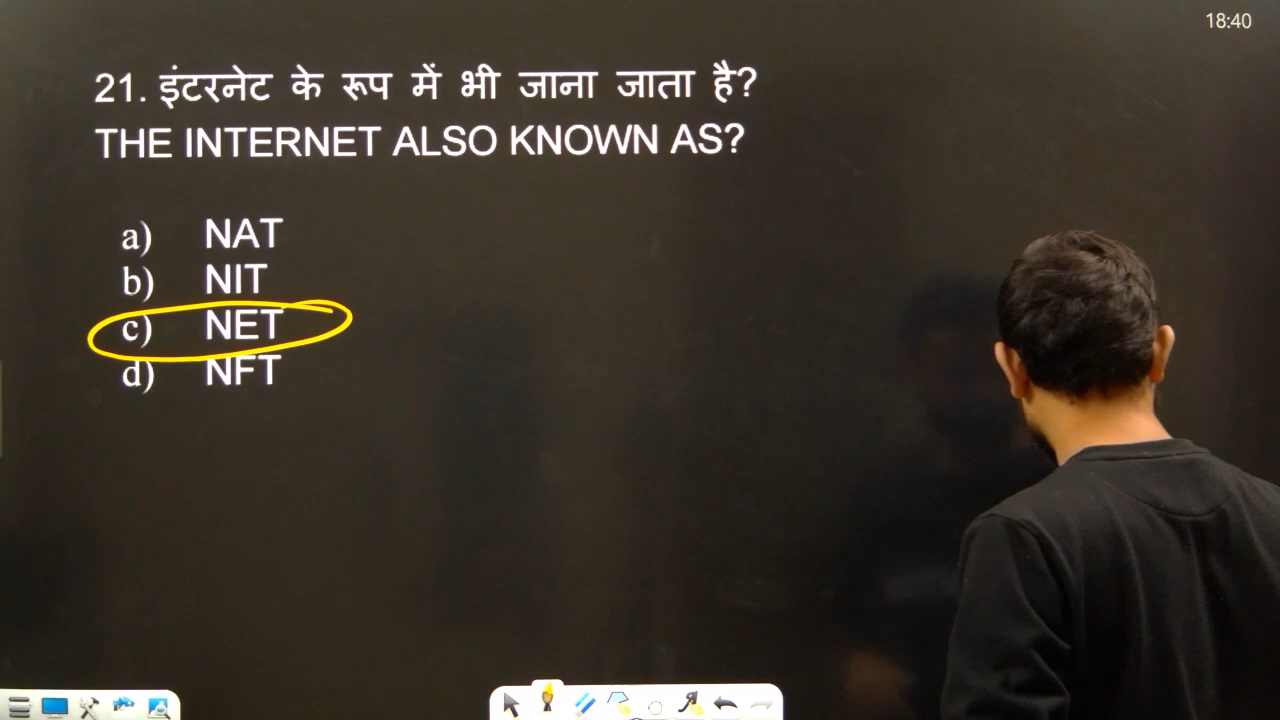 18:40
21. इंटरनेट के रूप में भी जाना जाता है?
THE INTERNET ALSO KNOWN AS?
a) NAT
b) NIT
c) NET
d) NFT